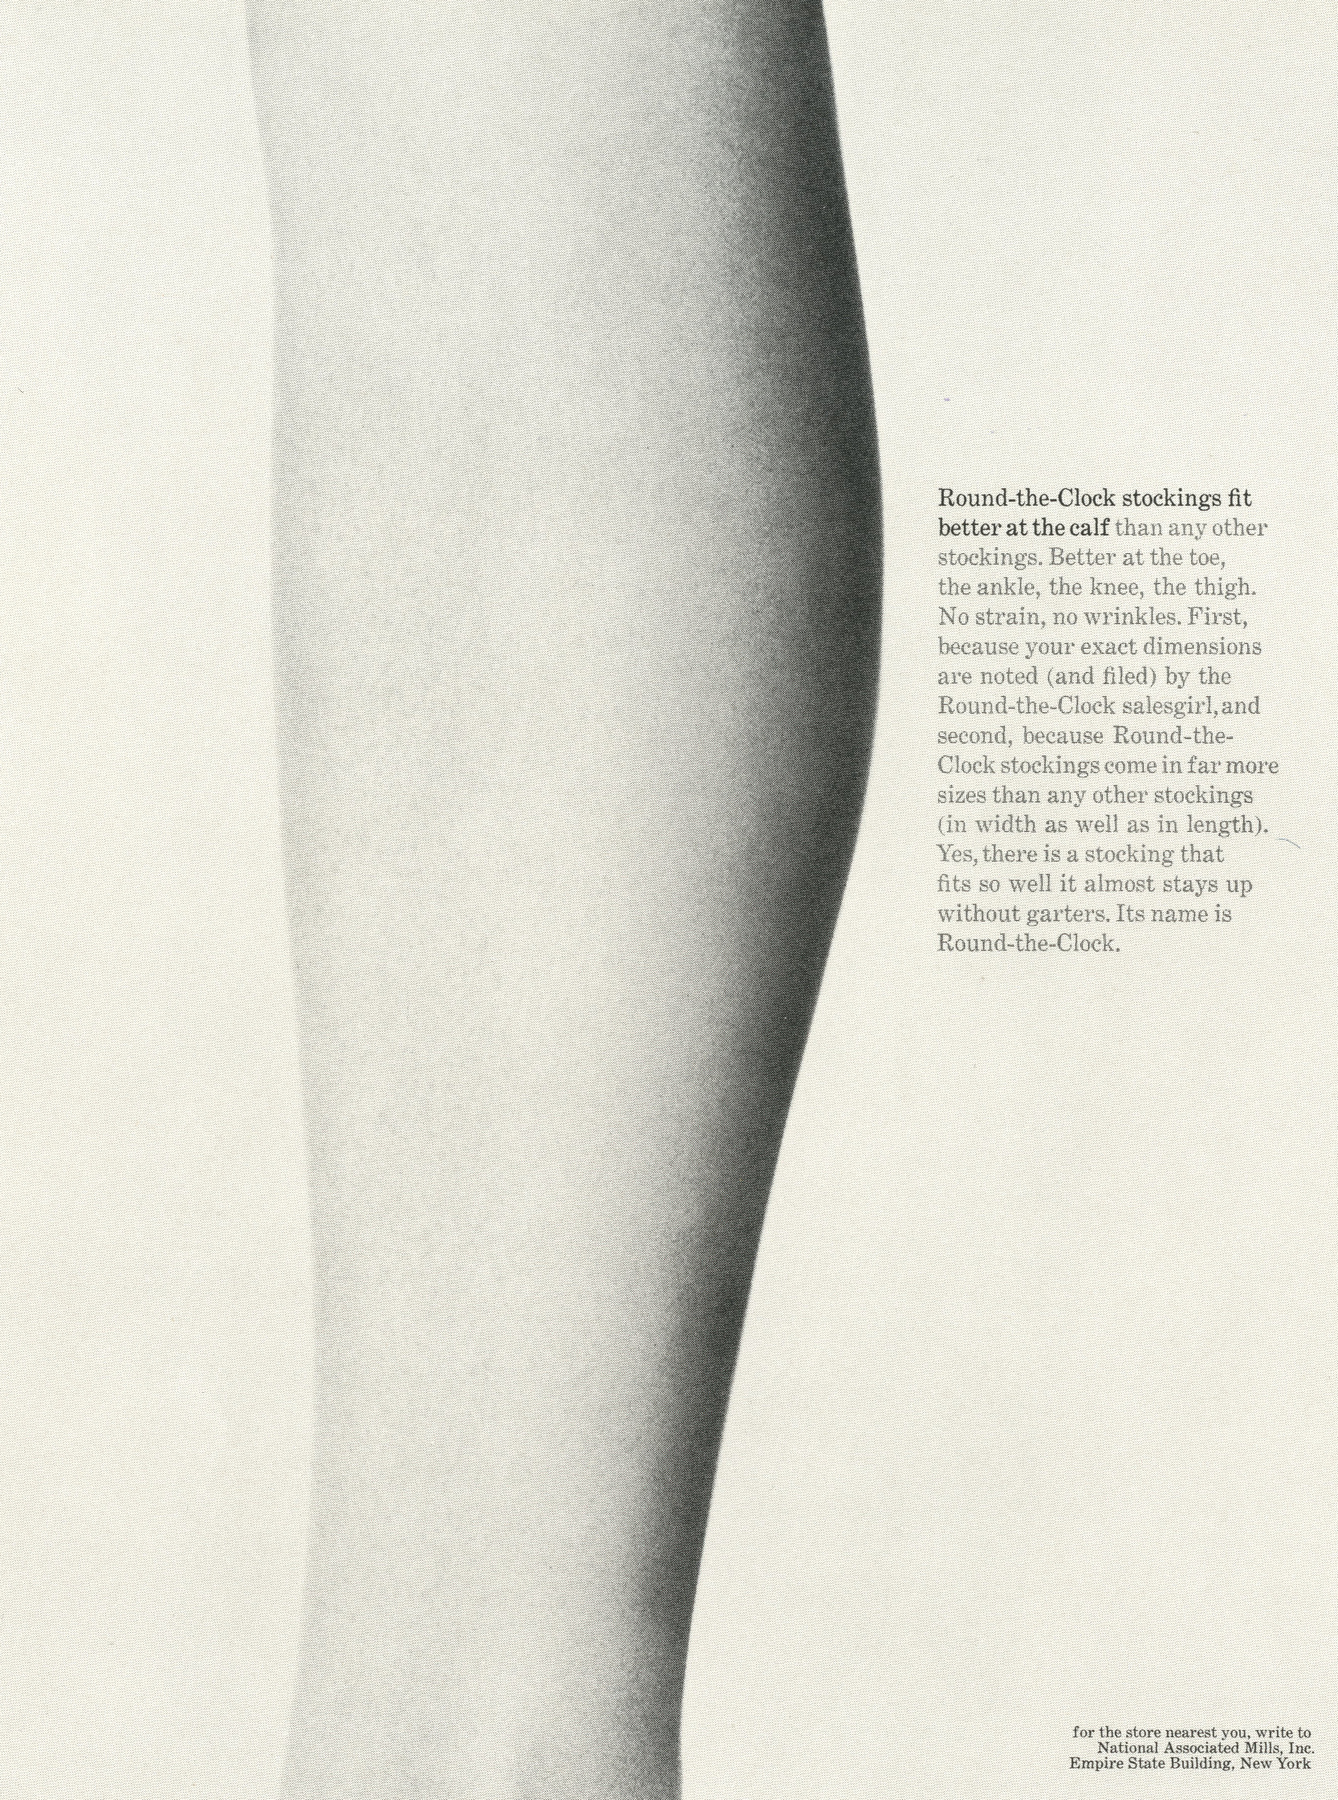 Round-the-Clock stockings fit
better at the calf than any other
stockings. Better at the toe,
the ankle, the knee, the thigh.
No strain, no wrinkles. First,
because your exact dimensions
are noted (and filed) by the
Round-the-Clock salesgirl, and
second, because Round-the-
Clock stockings come in far more
sizes than any other stockings
(in width as well as in length).
Yes, there is a stocking that
fits so well it almost stays up
without garters. Its name is
Round-the-Clock.
for the store nearest you, write to
National Associated Mills, Inc.
Empire State Building, New York